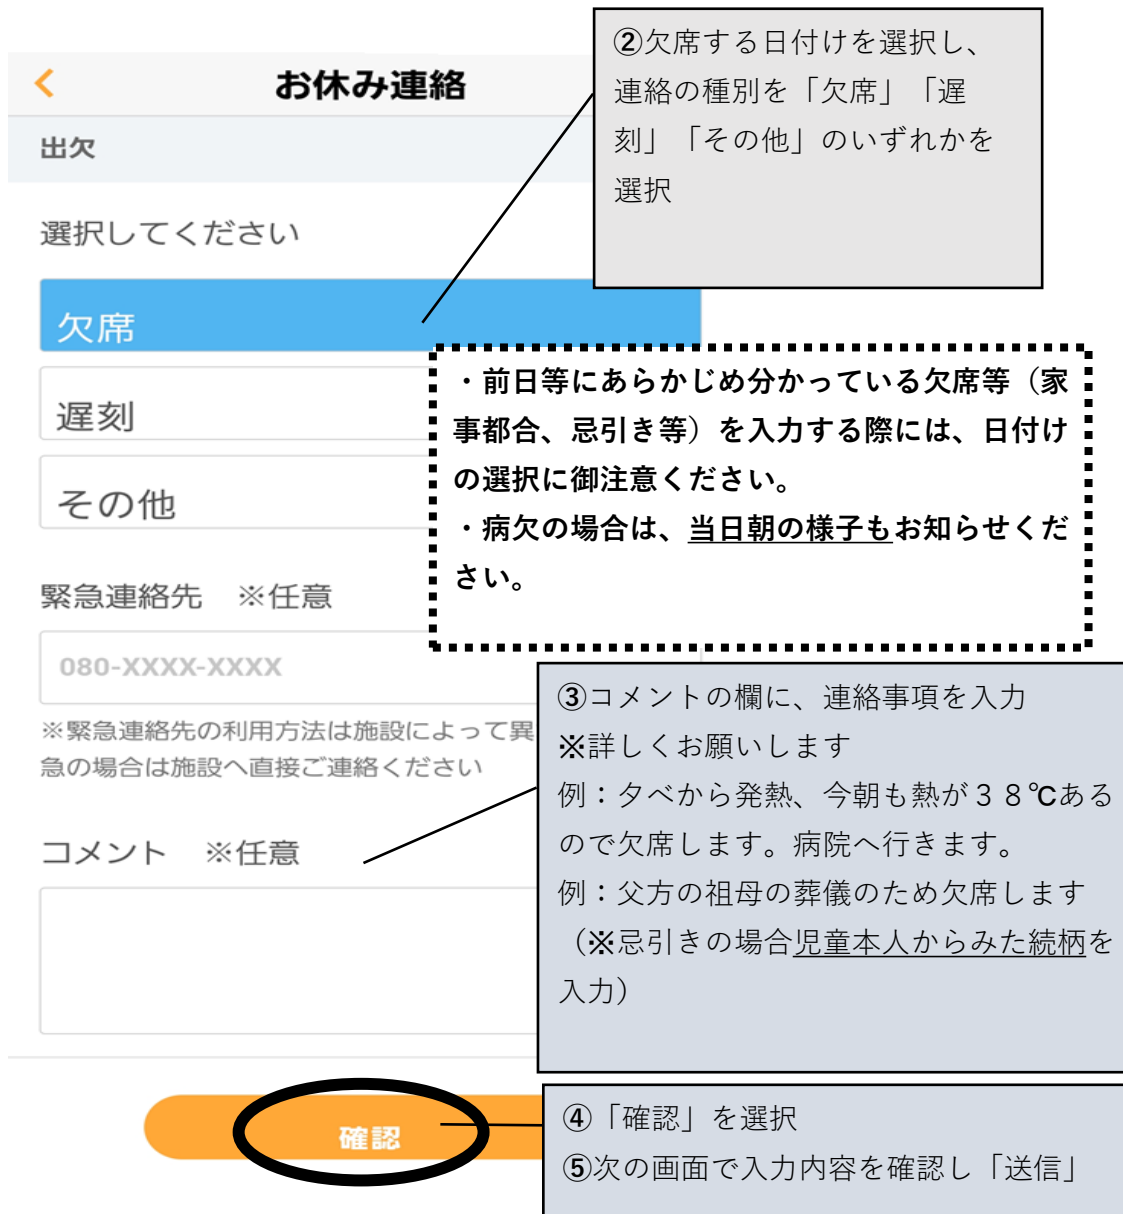 ②欠席する日付けを選択し、
連絡の種別を「欠席」「遅
刻」「その他」のいずれかを
選択
お休み連絡
出欠
選択してください
欠席
遅刻
その他
・前日等にあらかじめ分かっている欠席等（家
事都合、忌引き等）を入力する際には、日付け
の選択に御注意ください。
・病欠の場合は、当日朝の様子もお知らせくだ
さい。
緊急連絡先　※任意
080-XXXX-XXXX
※緊急連絡先の利用方法は施設によって異
急の場合は施設へ直接ご連絡ください
③コメントの欄に、連絡事項を入力
※詳しくお願いします
例：夕べから発熱、今朝も熱が３８℃ある
ので欠席します。病院へ行きます。
例：父方の祖母の葬儀のため欠席します
（※忌引きの場合児童本人からみた続柄を
入力）
コメント　※任意
確認
④「確認」を選択
⑤次の画面で入力内容を確認し「送信」